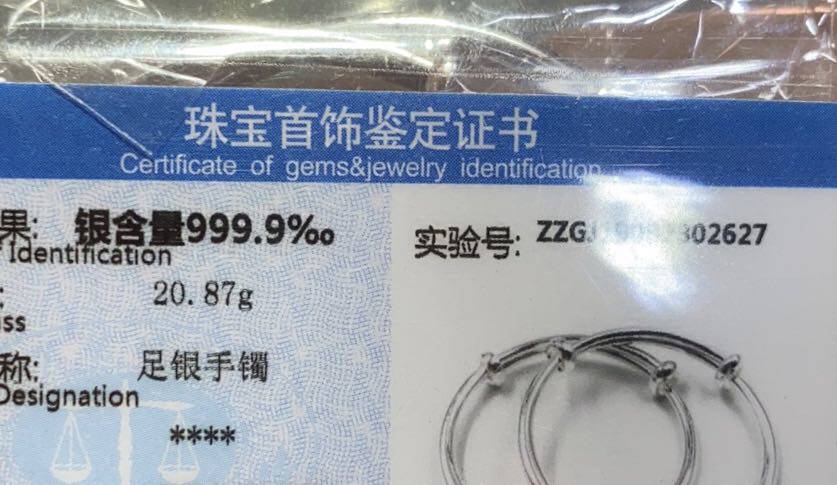 珠宝首饰鉴定证书
Certificate of gems&jewelry identification
果: 银含量999.9‰
Identification
实验号:
: 20.87g
ss
称: 足银手镯
Designation
****